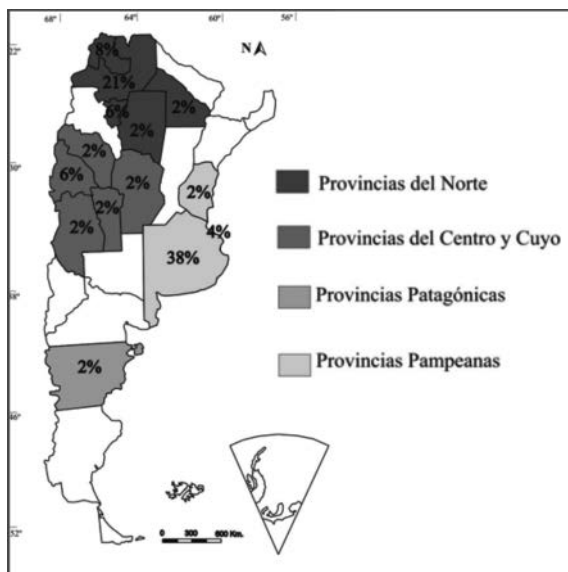 68° 64° 60° 56°
22°
N
8%
21%
6%
2%
2%
30°
2%
6%
2%
2%
2%
2%
4%
38%
2%
46°
52°
Provincias del Norte
Provincias del Centro y Cuyo
Provincias Patagónicas
Provincias Pampeanas
0 300 600 Km.